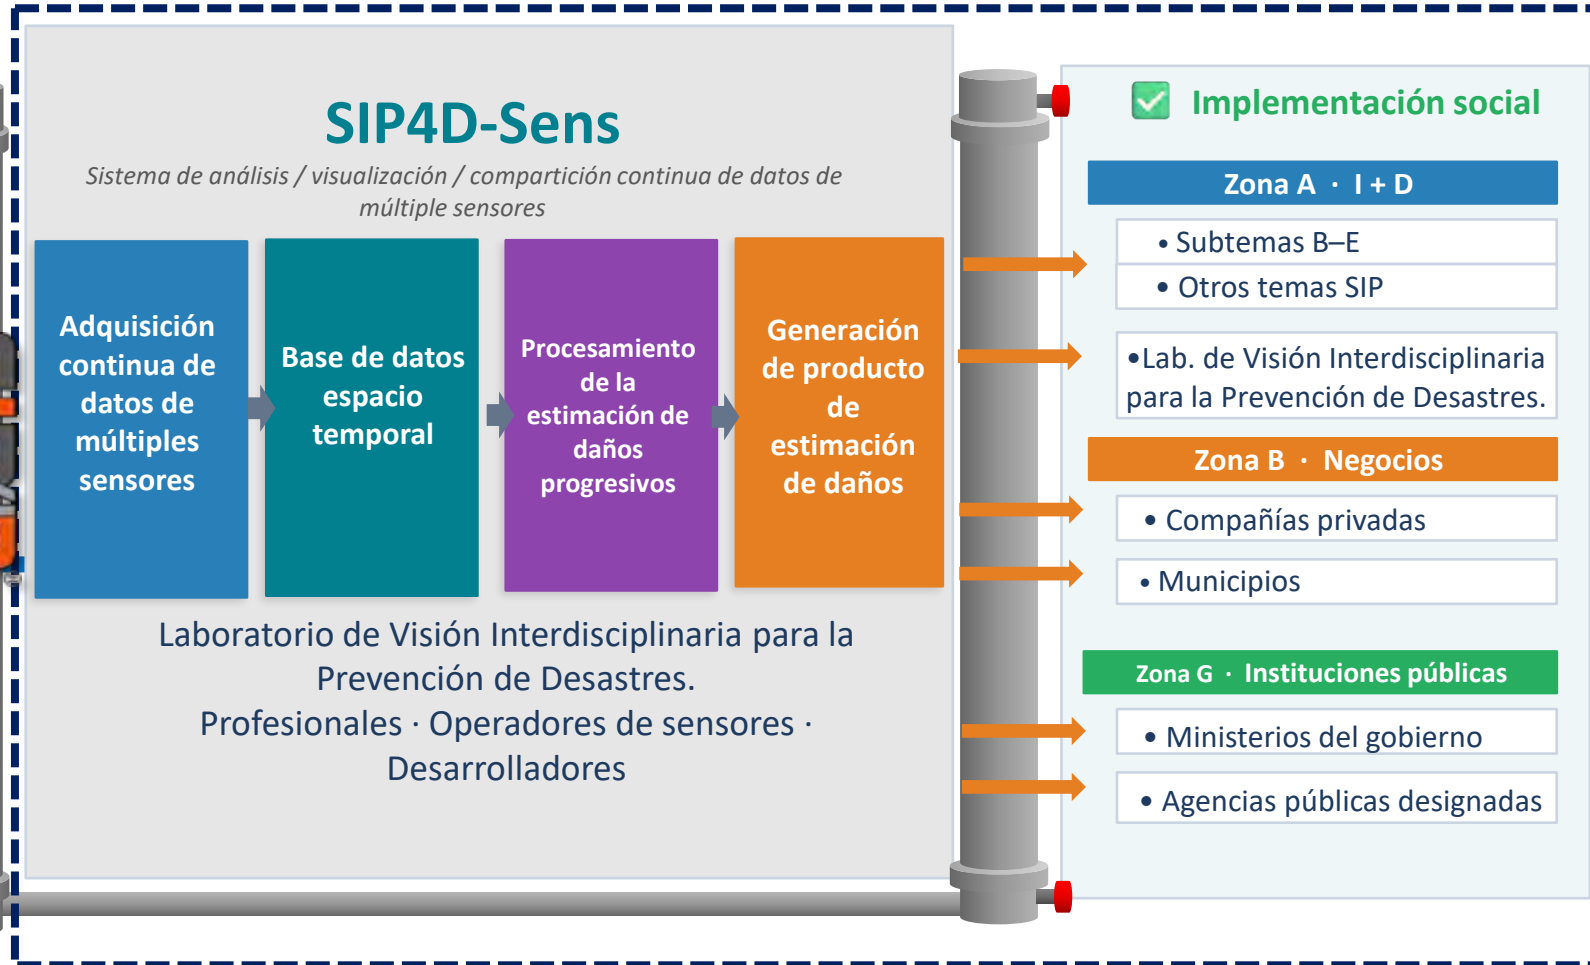 SIP4D-Sens
Sistema de análisis / visualización / compartición continua de datos de
múltiple sensores
Adquisición
continua de
datos de
múltiples
sensores
Base de datos
espacio
temporal
Procesamiento
de la
estimación de
daños
progresivos
Generación
de producto
de
estimación
de daños
Laboratorio de Visión Interdisciplinaria para la
Prevención de Desastres.
Profesionales · Operadores de sensores ·
Desarrolladores
✅ Implementación social
Zona A · I + D
• Subtemas B–E
• Otros temas SIP
•Lab. de Visión Interdisciplinaria
para la Prevención de Desastres.
Zona B · Negocios
• Compañías privadas
• Municipios
Zona G · Instituciones públicas
• Ministerios del gobierno
• Agencias públicas designadas